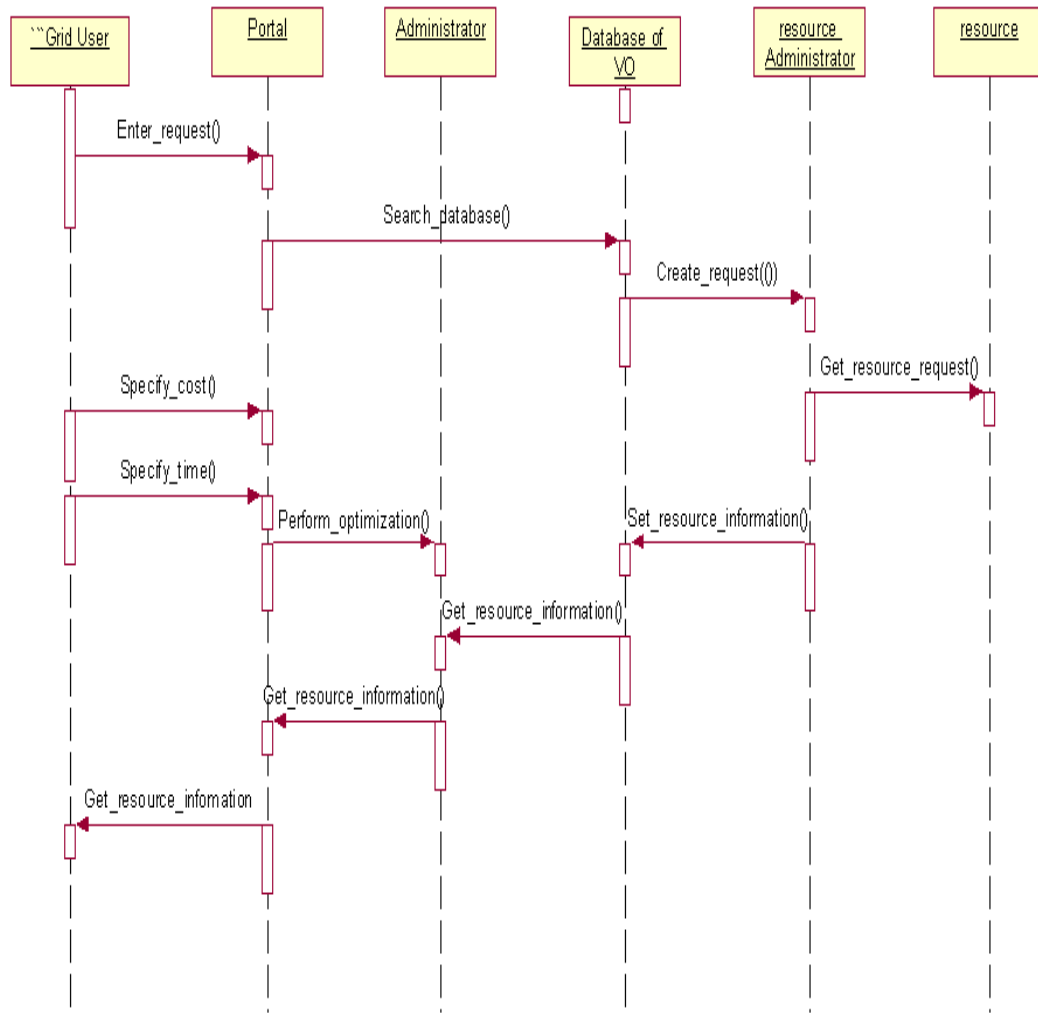 ```Grid User
Portal
Administrator
Database of
VO
resource
Administrator
resource
Enter_request()
Search_database()
Create_request(())
Get_resource_request()
Specify_cost()
Specify_time()
Perform_optimization()
Set_resource_information()
Get_resource_information()
Get_resource_information()
Get_resource_infomation